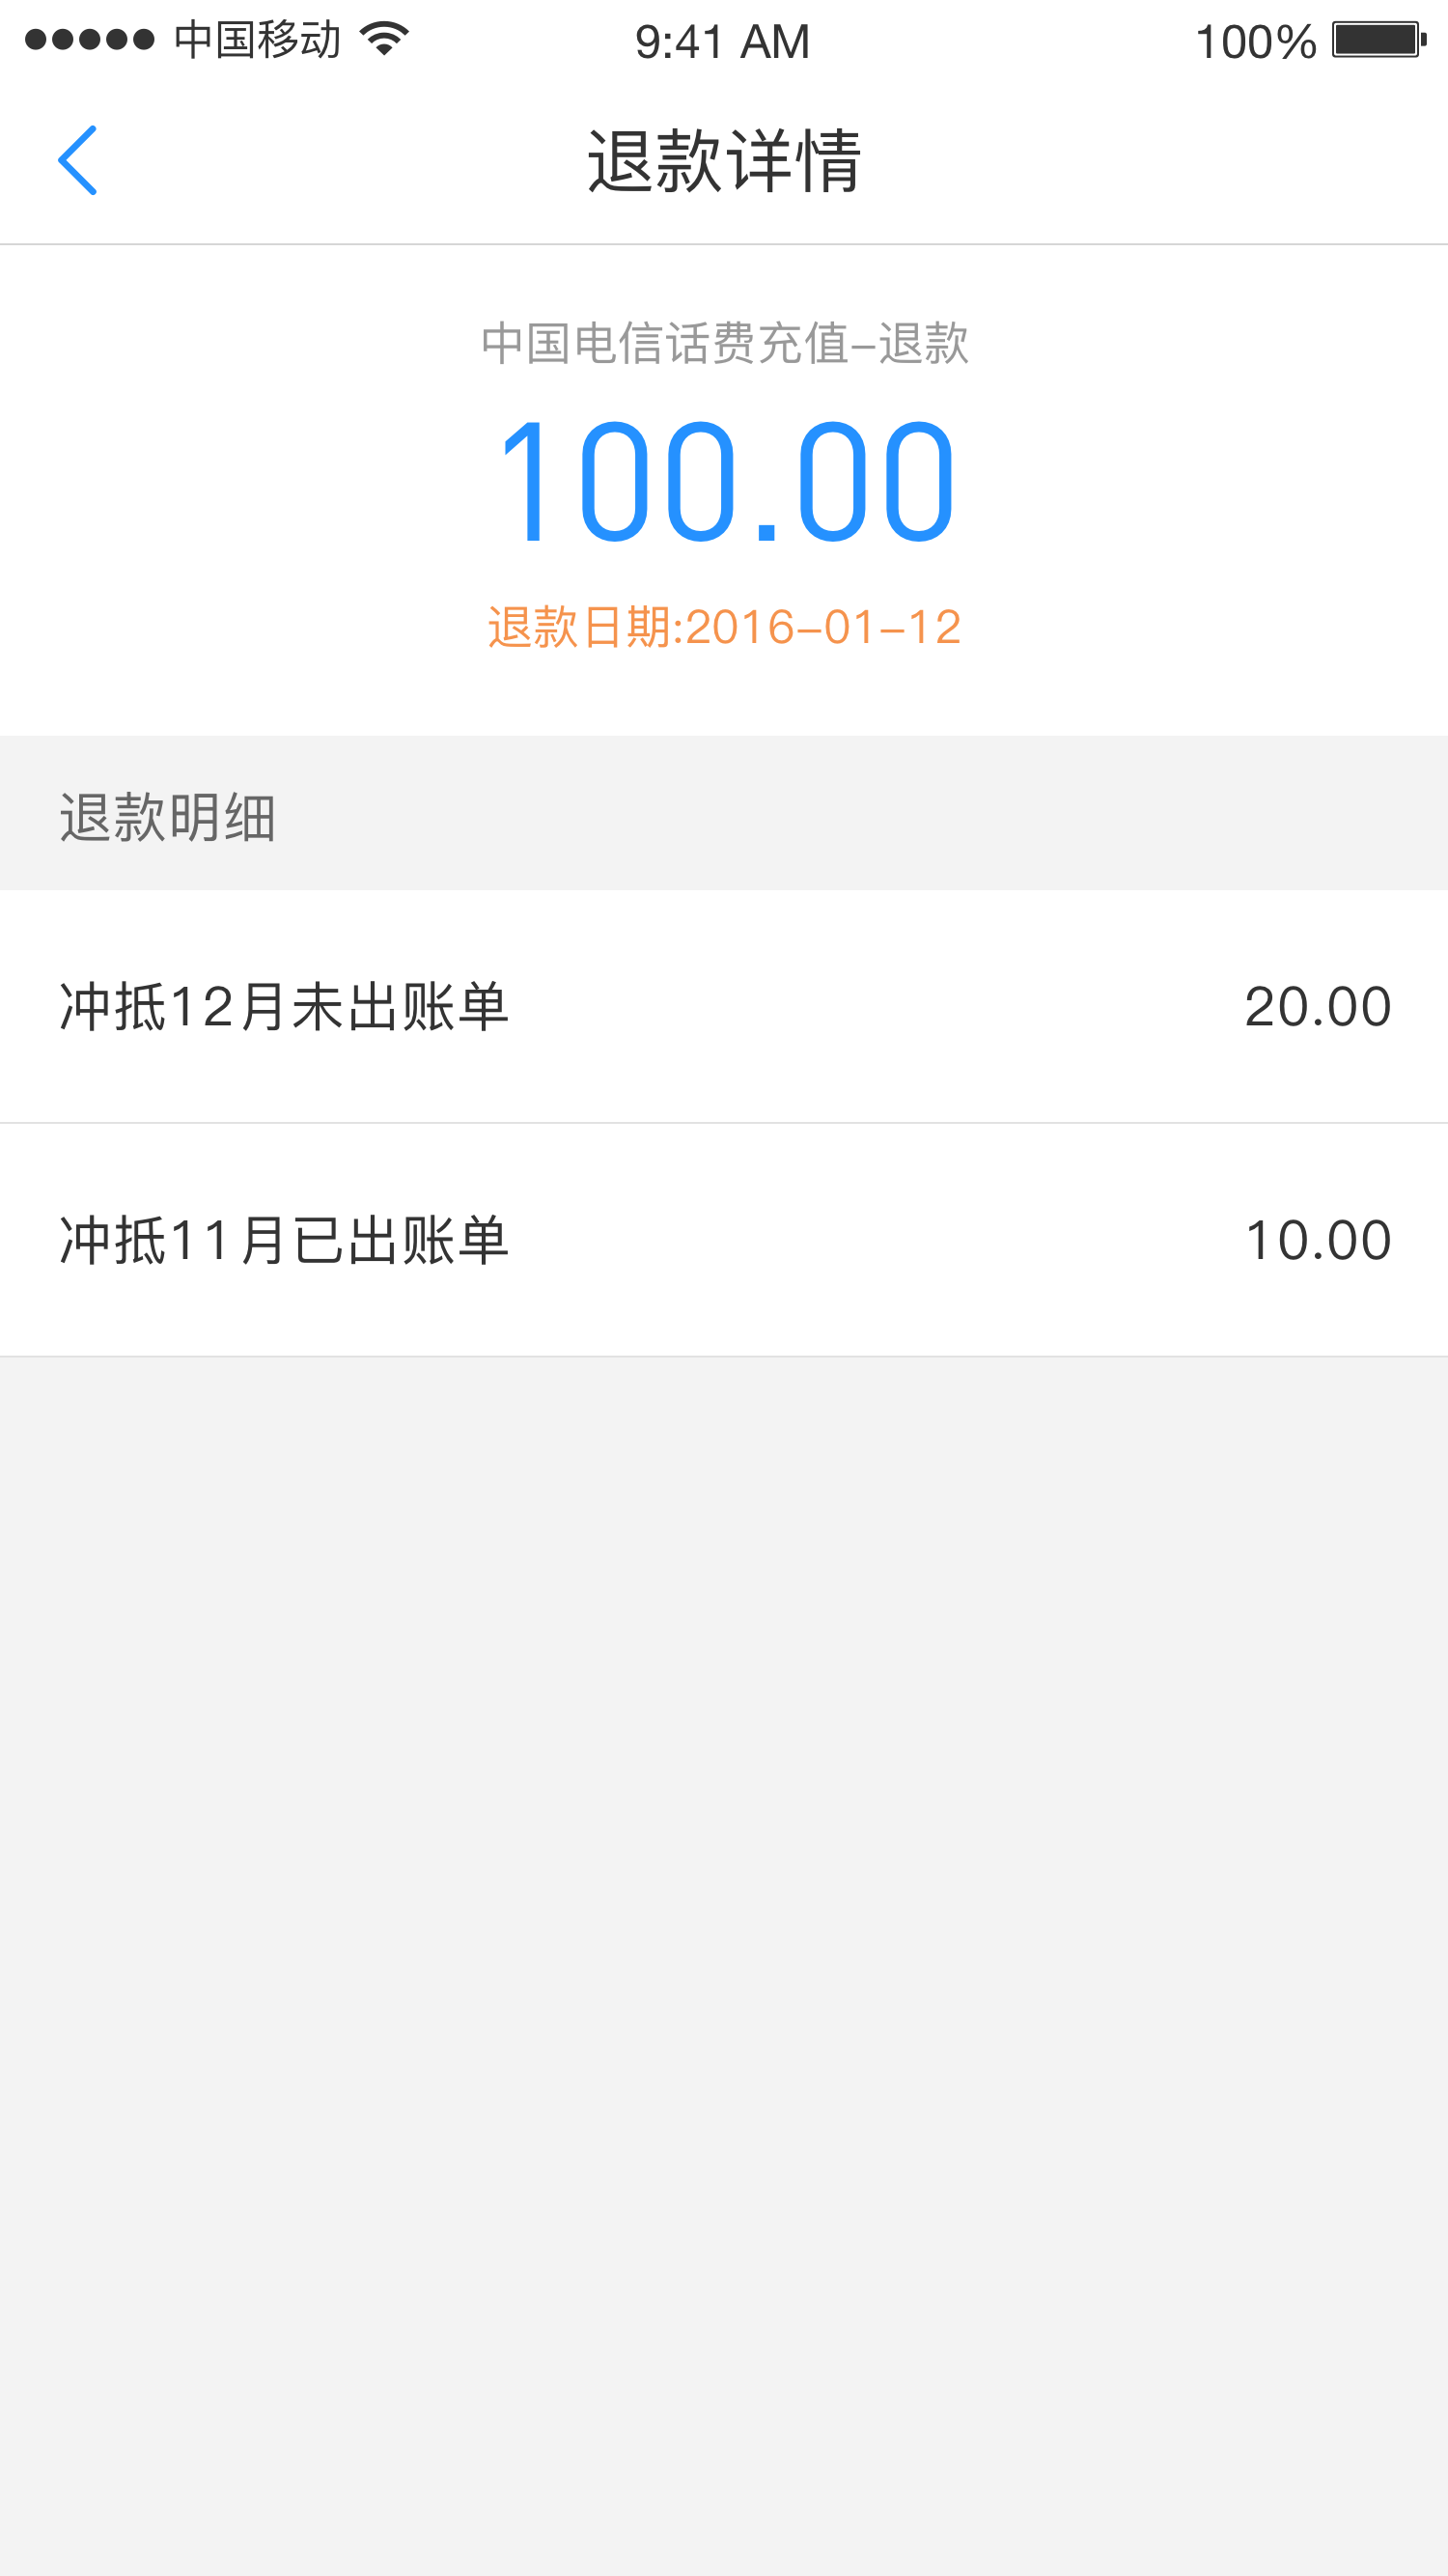 中国移动 9:41 AM 100%
退款详情
中国电信话费充值-退款
100.00
退款日期:2016-01-12
退款明细
冲抵12月未出账单 20.00
冲抵11月已出账单 10.00